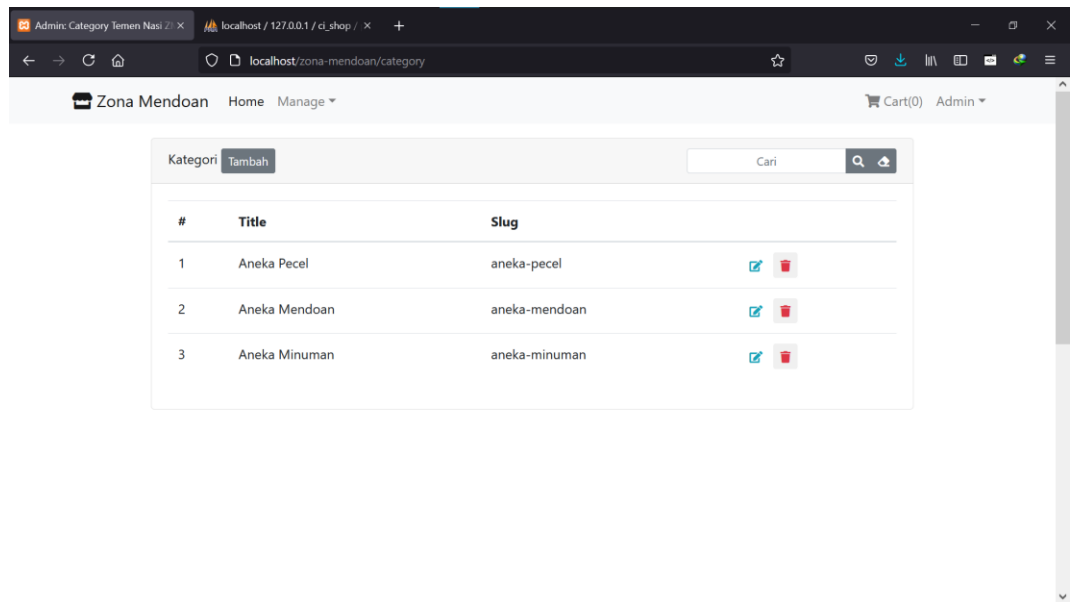 Admin: Category Temen Nasi Z
localhost / 127.0.0.1 / ci_shop /
localhost/zona-mendoan/category
Zona Mendoan Home Manage Cart(0) Admin
Kategori Tambah Cari
# Title Slug
1 Aneka Pecel aneka-pecel
2 Aneka Mendoan aneka-mendoan
3 Aneka Minuman aneka-minuman